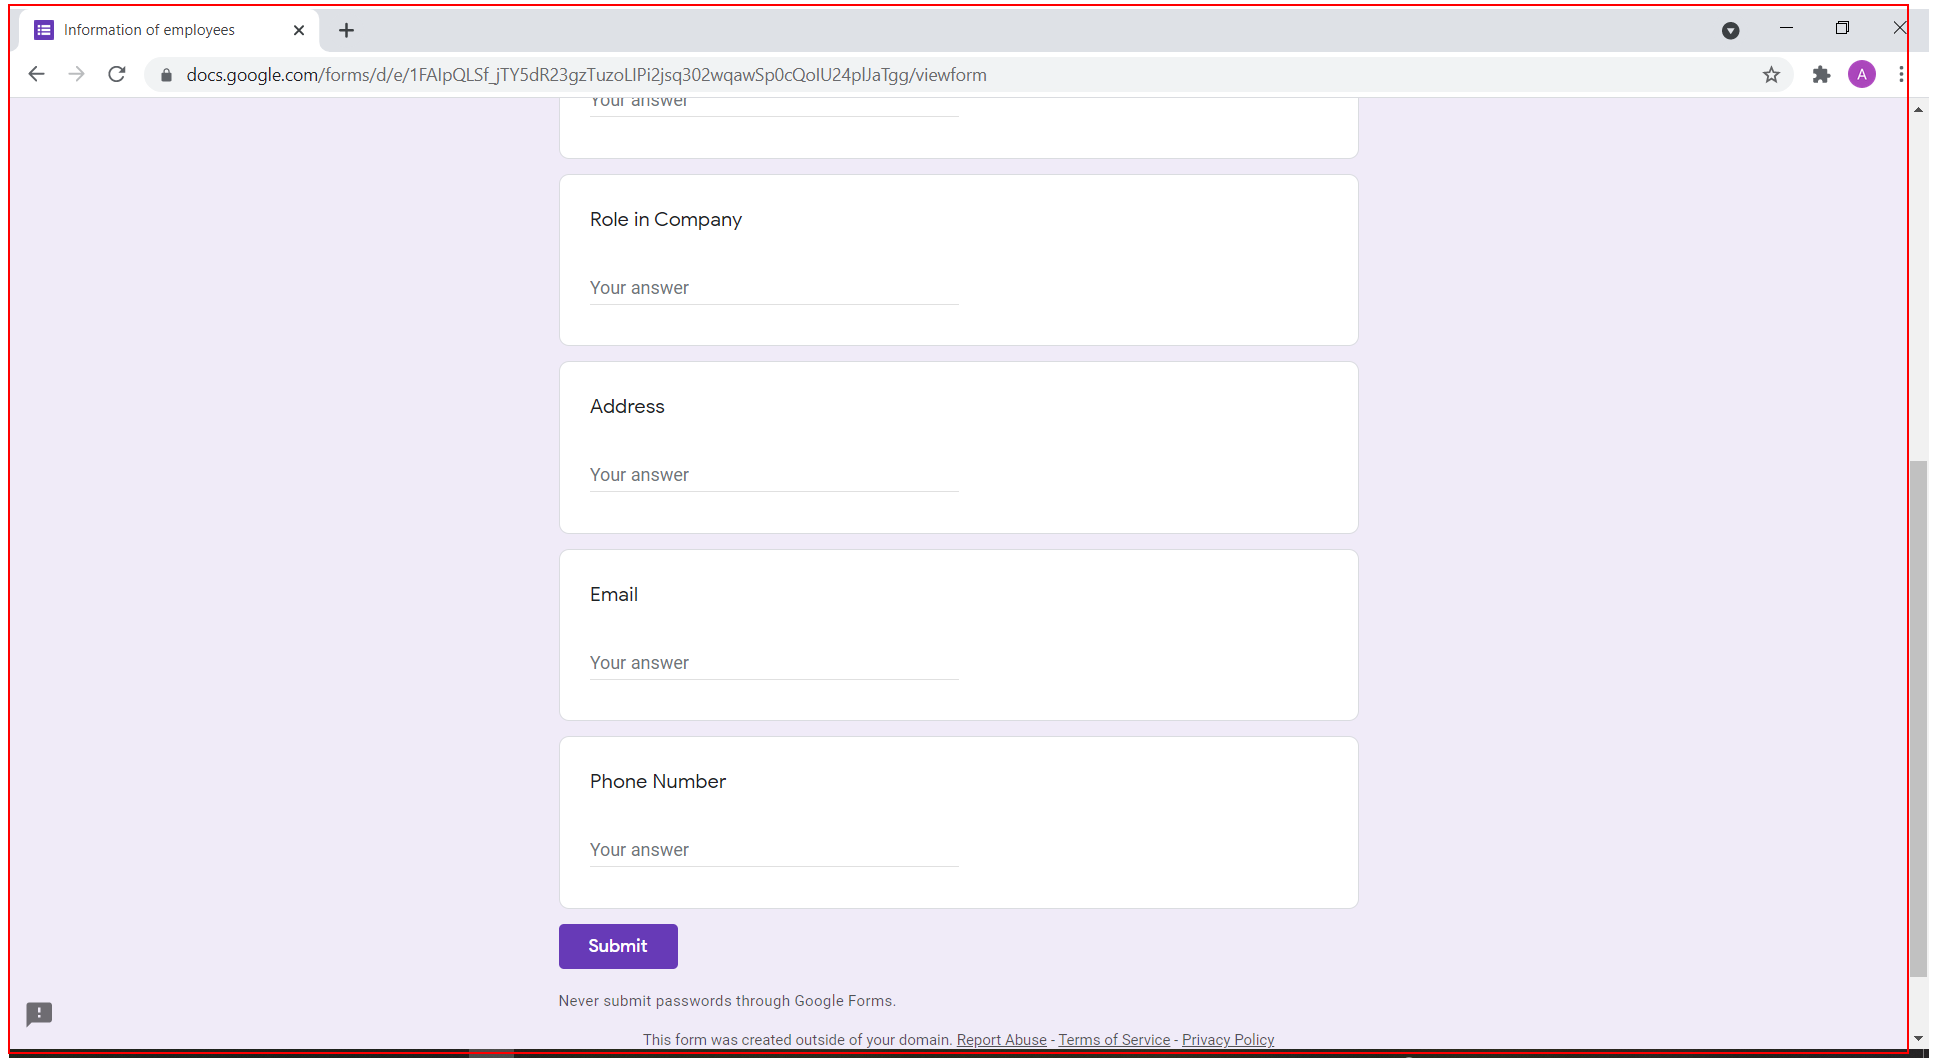 Information of employees
docs.google.com/forms/d/e/1FAIpQLSf_jTY5dR23gzTuzoLIPi2jsq302wqawSp0cQoIU24plJaTgg/viewform
A
Your answer
Role in Company
Your answer
Address
Your answer
Email
Your answer
Phone Number
Your answer
Submit
Never submit passwords through Google Forms.
This form was created outside of your domain. Report Abuse - Terms of Service - Privacy Policy